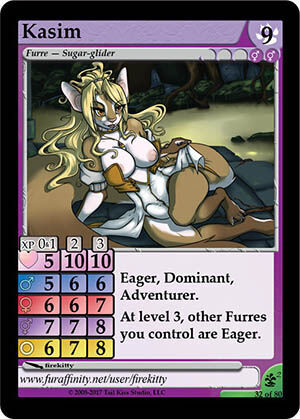 Kasim
9
Furre — Sugar-glider
XP 0&1 2 3
5 10 10
5 6 6
6 6 7
7 7 8
6 7 8
Eager, Dominant,
Adventurer.
At level 3, other Furres
you control are Eager.
firekitty
www.furaffinity.net/user/firekitty
© 2005-2017 Tail Kiss Studio, LLC
32 of 80